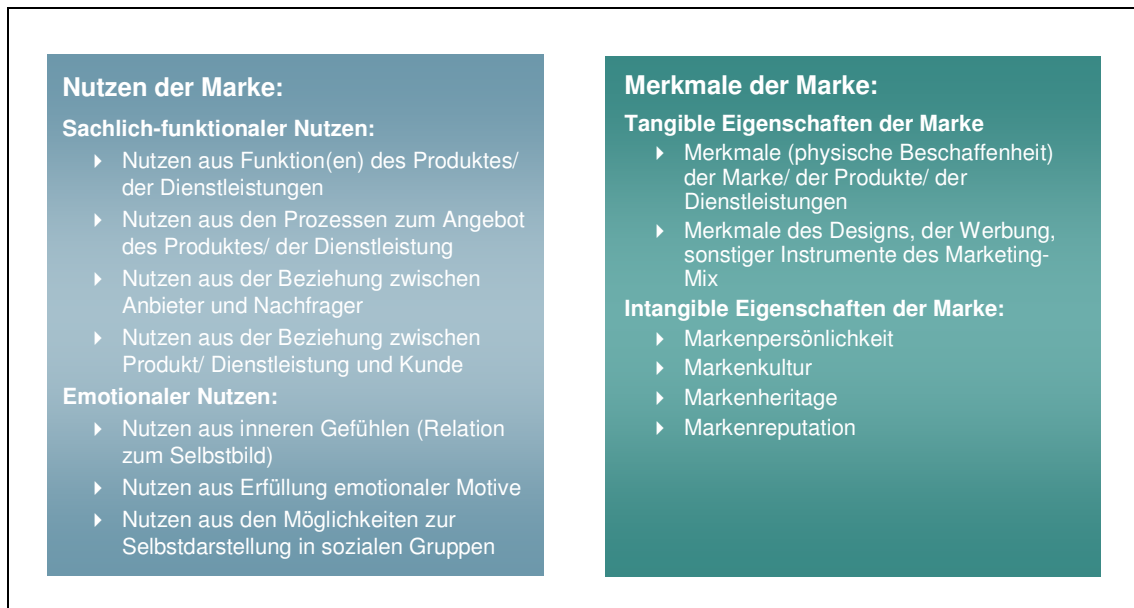 Nutzen der Marke:
Sachlich-funktionaler Nutzen:
Nutzen aus Funktion(en) des Produktes/
der Dienstleistungen
Nutzen aus den Prozessen zum Angebot
des Produktes/ der Dienstleistung
Nutzen aus der Beziehung zwischen
Anbieter und Nachfrager
Nutzen aus der Beziehung zwischen
Produkt/ Dienstleistung und Kunde
Emotionaler Nutzen:
Nutzen aus inneren Gefühlen (Relation
zum Selbstbild)
Nutzen aus Erfüllung emotionaler Motive
Nutzen aus den Möglichkeiten zur
Selbstdarstellung in sozialen Gruppen
Merkmale der Marke:
Tangible Eigenschaften der Marke
Merkmale (physische Beschaffenheit)
der Marke/ der Produkte/ der
Dienstleistungen
Merkmale des Designs, der Werbung,
sonstiger Instrumente des Marketing-
Mix
Intangible Eigenschaften der Marke:
Markenpersönlichkeit
Markenkultur
Markenheritage
Markenreputation